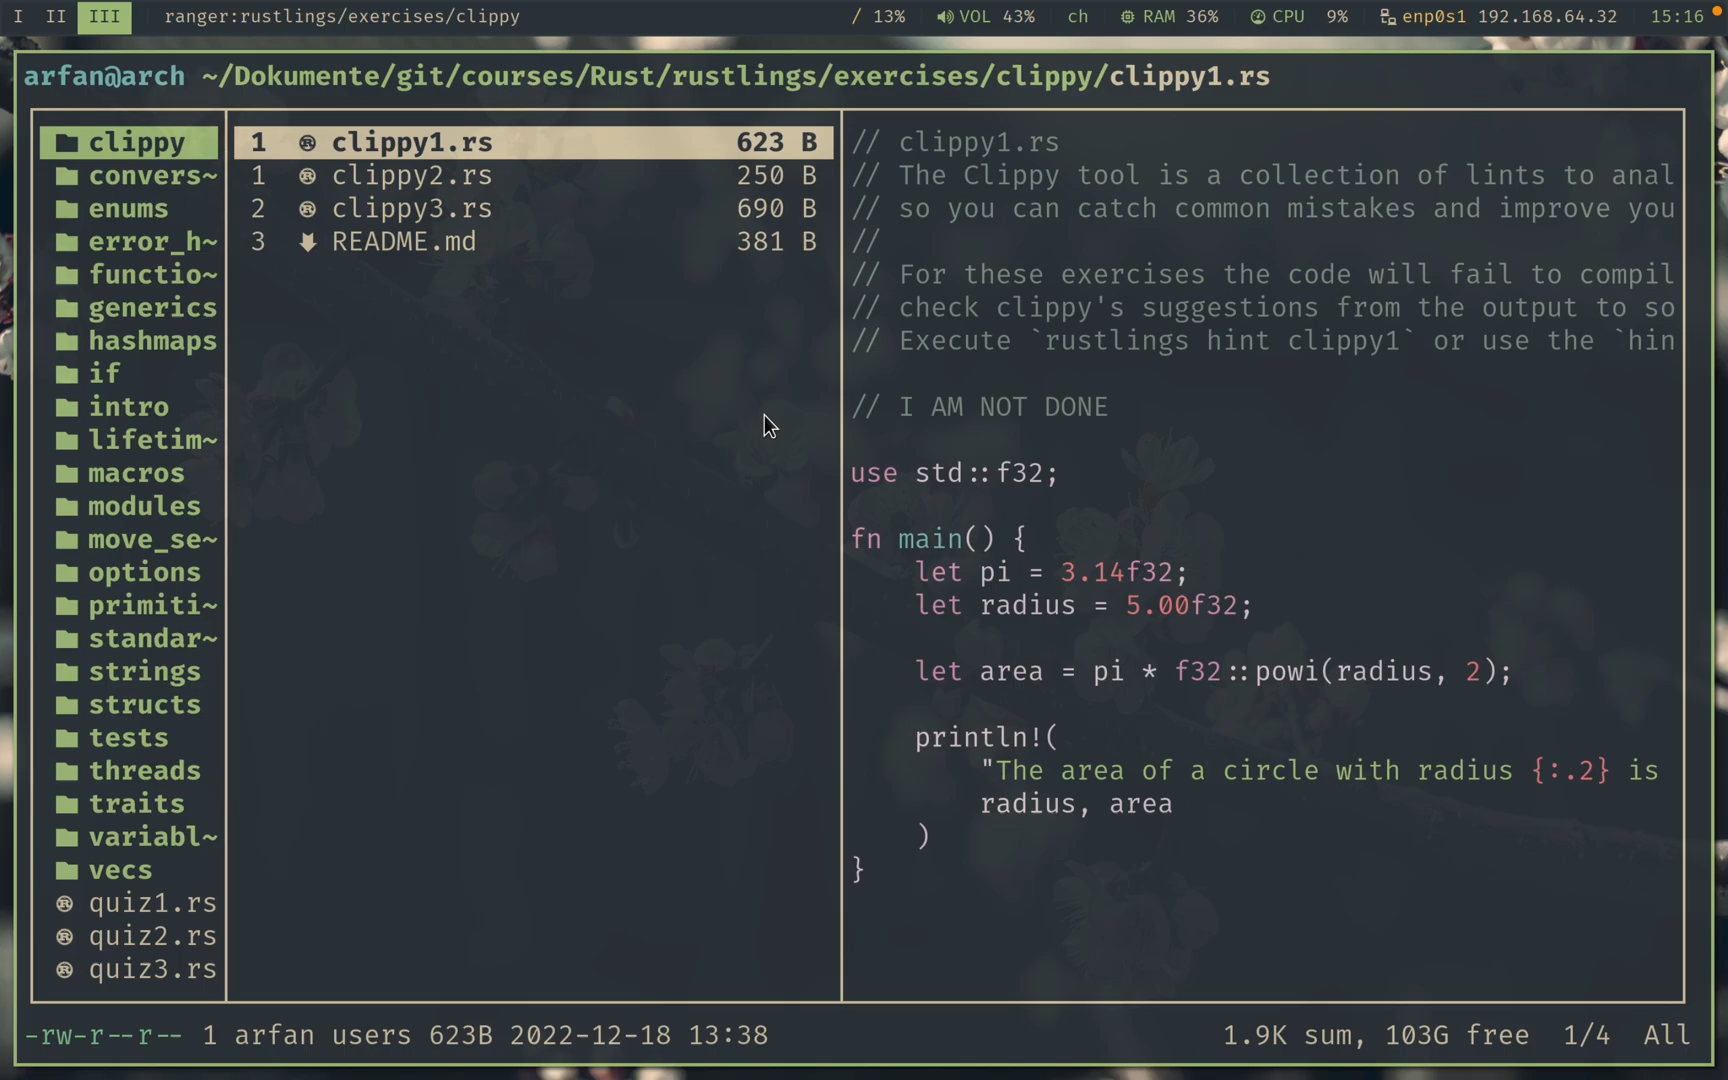 I II III ranger:rustlings/exercises/clippy / 13% VOL 43% ch RAM 36% CPU 9% enp0s1 192.168.64.32 15:16
arfan@arch ~/Dokumente/git/courses/Rust/rustlings/exercises/clippy/clippy1.rs
clippy
convers~
enums
error_h~
functio~
generics
hashmaps
if
intro
lifetim~
macros
modules
move_se~
options
primiti~
standar~
strings
structs
tests
threads
traits
variabl~
vecs
quiz1.rs
quiz2.rs
quiz3.rs
1 clippy1.rs 623 B
1 clippy2.rs 250 B
2 clippy3.rs 690 B
3 README.md 381 B
// clippy1.rs
// The Clippy tool is a collection of lints to anal
// so you can catch common mistakes and improve you
//
// For these exercises the code will fail to compil
// check clippy's suggestions from the output to so
// Execute `rustlings hint clippy1` or use the `hin
// I AM NOT DONE
use std::f32;
fn main() {
let pi = 3.14f32;
let radius = 5.00f32;
let area = pi * f32::powi(radius, 2);
println!(
"The area of a circle with radius {:.2} is
radius, area
)
}
-rw-r--r-- 1 arfan users 623B 2022-12-18 13:38 1.9K sum, 103G free 1/4 All